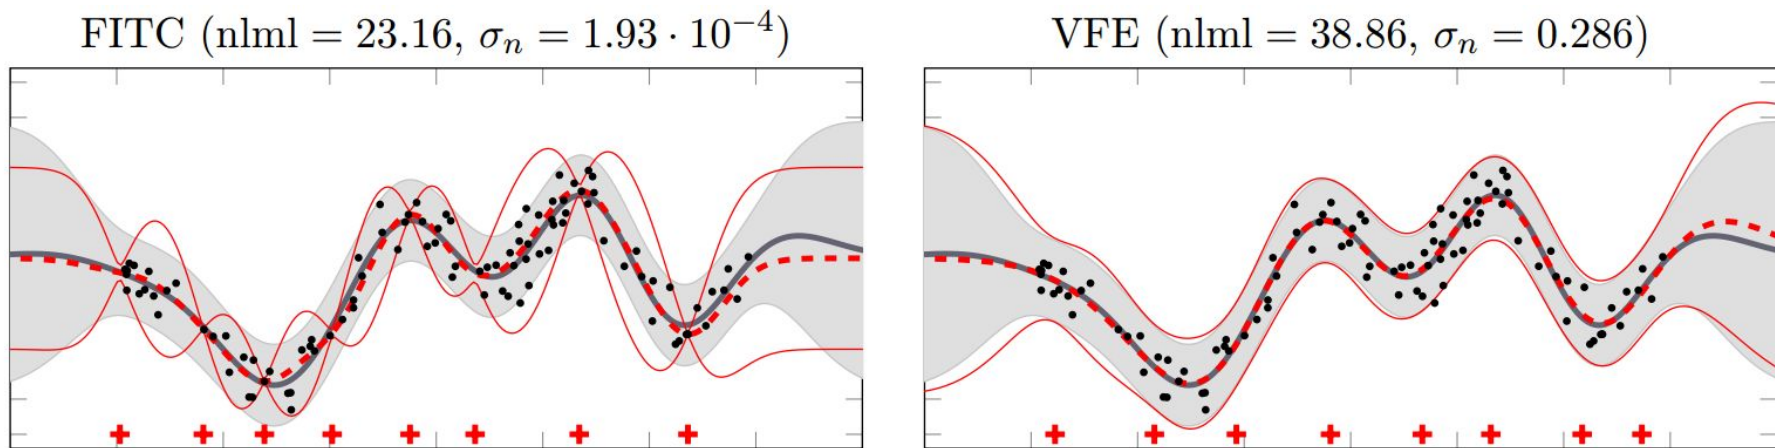 FITC (nlml = 23.16, σₙ = 1.93 · 10⁻⁴)
VFE (nlml = 38.86, σₙ = 0.286)